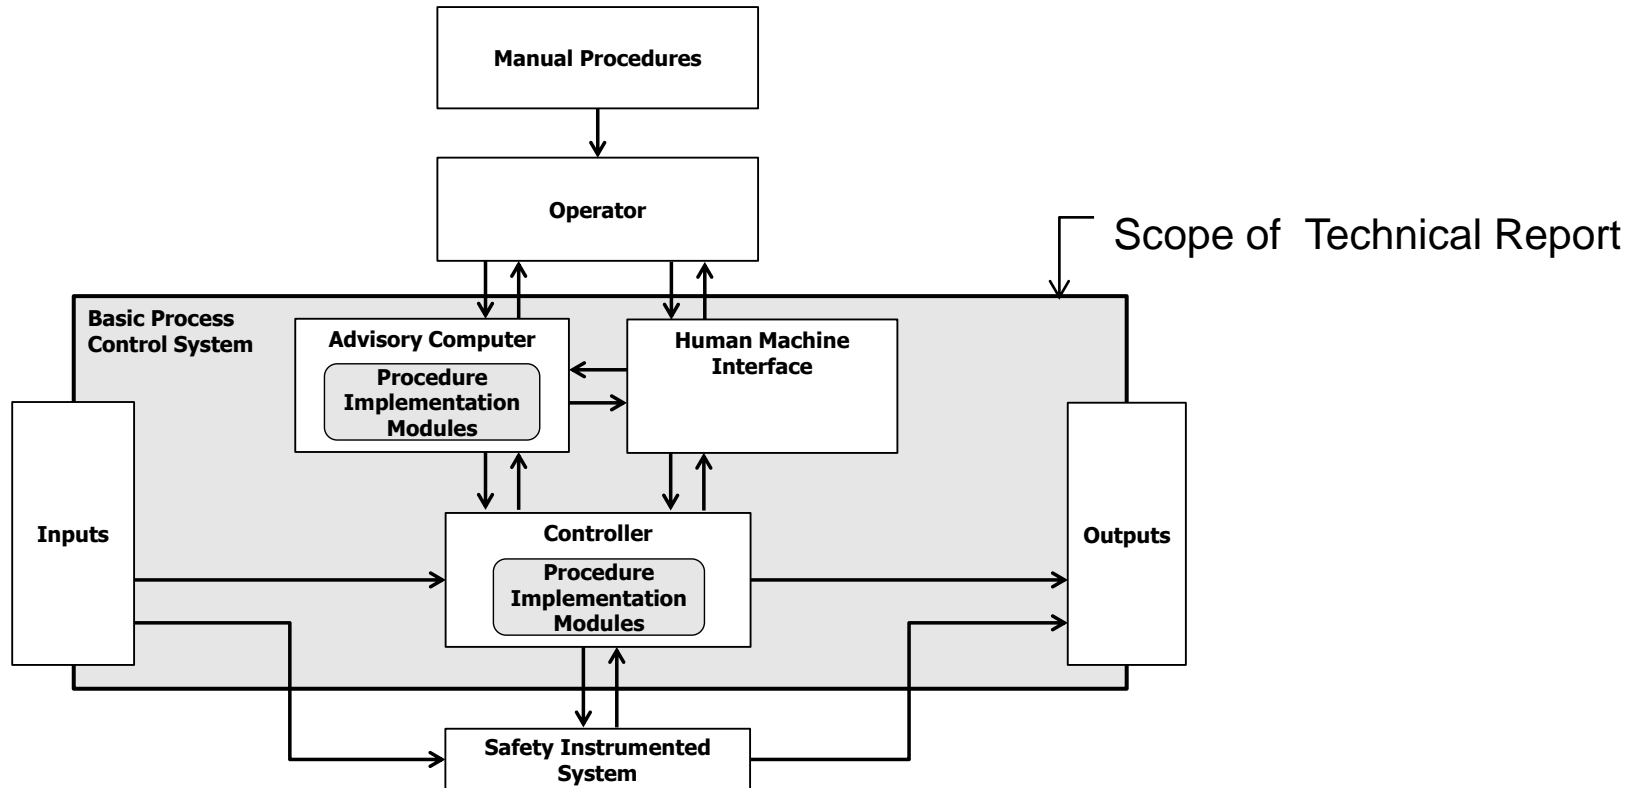 Manual Procedures
Operator
Scope of Technical Report
Basic Process
Control System
Advisory Computer
Procedure
Implementation
Modules
Human Machine
Interface
Inputs
Controller
Procedure
Implementation
Modules
Outputs
Safety Instrumented
System